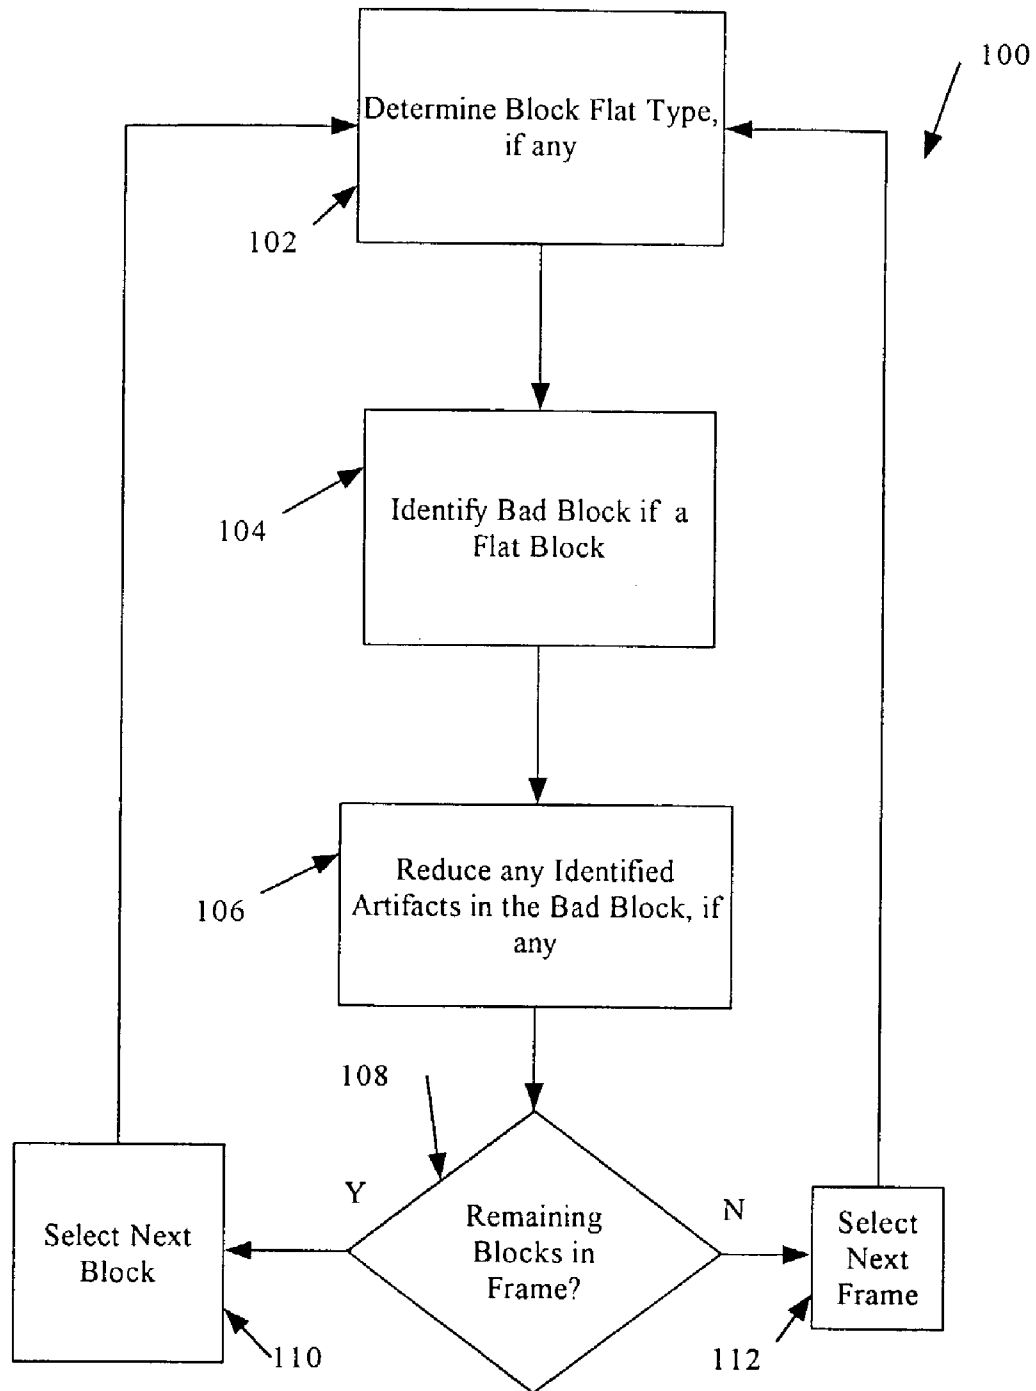 100
Determine Block Flat Type,
if any
102
104
Identify Bad Block if a
Flat Block
106
Reduce any Identified
Artifacts in the Bad Block, if
any
108
Y
N
Select Next
Block
Remaining
Blocks in
Frame?
Select
Next
Frame
110
112